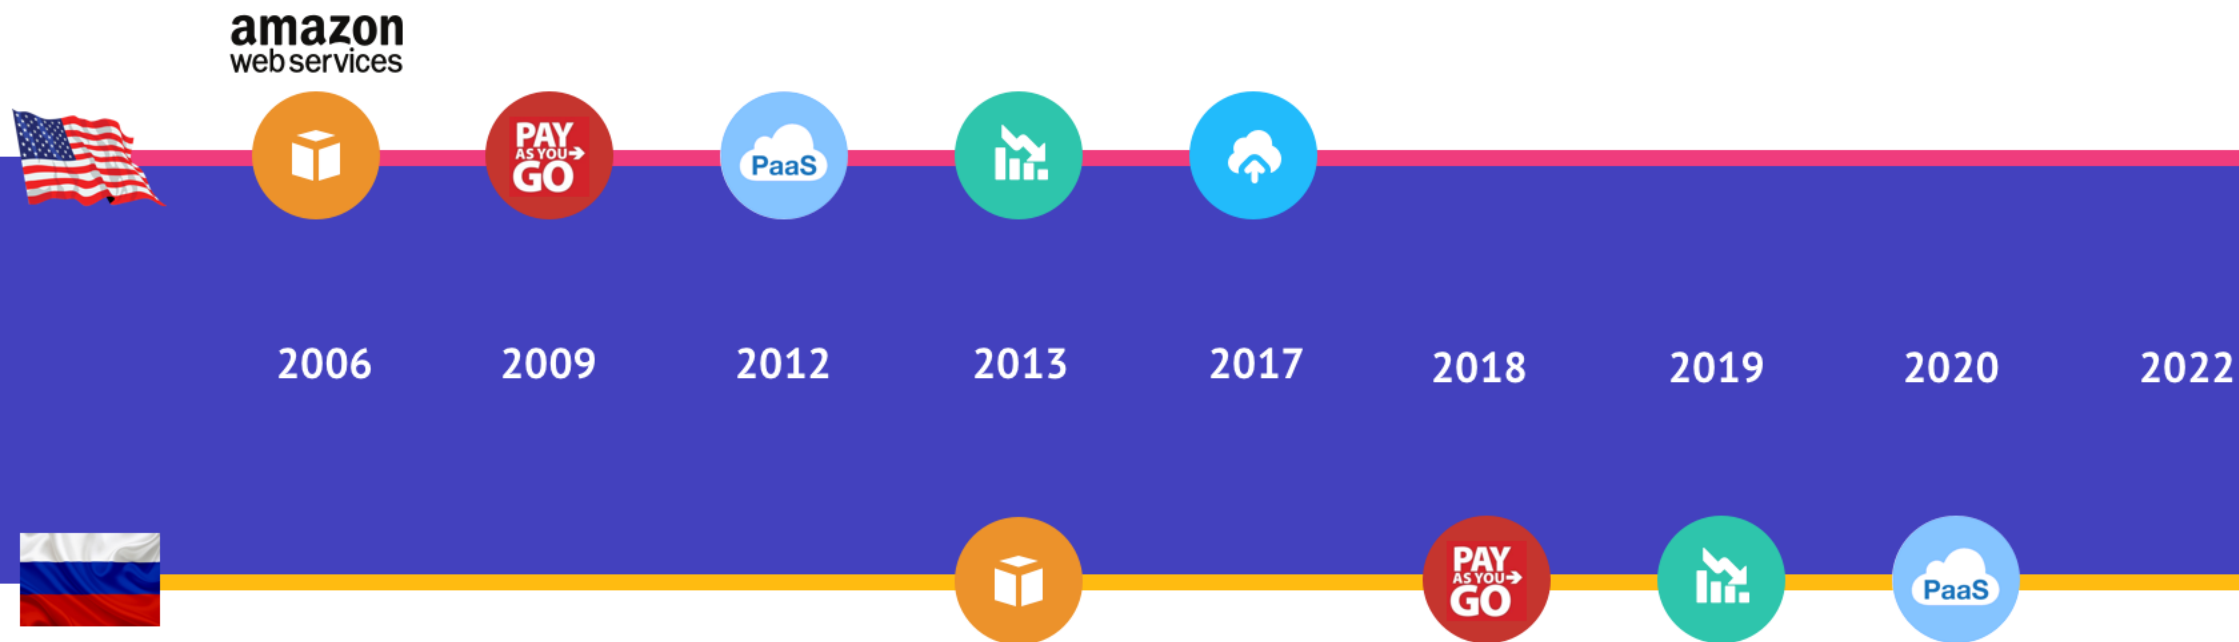 amazon
web services
PAY
AS YOU→
GO
PaaS
2006
2009
2012
2013
2017
2018
2019
2020
2022
PAY
AS YOU→
GO
PaaS